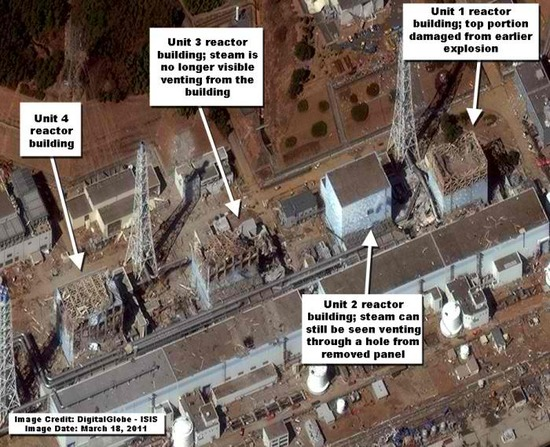 Unit 1 reactor
building; top portion
damaged from earlier
explosion
Unit 3 reactor
building; steam is
no longer visible
venting from the
building
Unit 4
reactor
building
Unit 2 reactor
building; steam can
still be seen venting
through a hole from
removed panel
Image Credit: DigitalGlobe - ISIS
Image Date: March 18, 2011